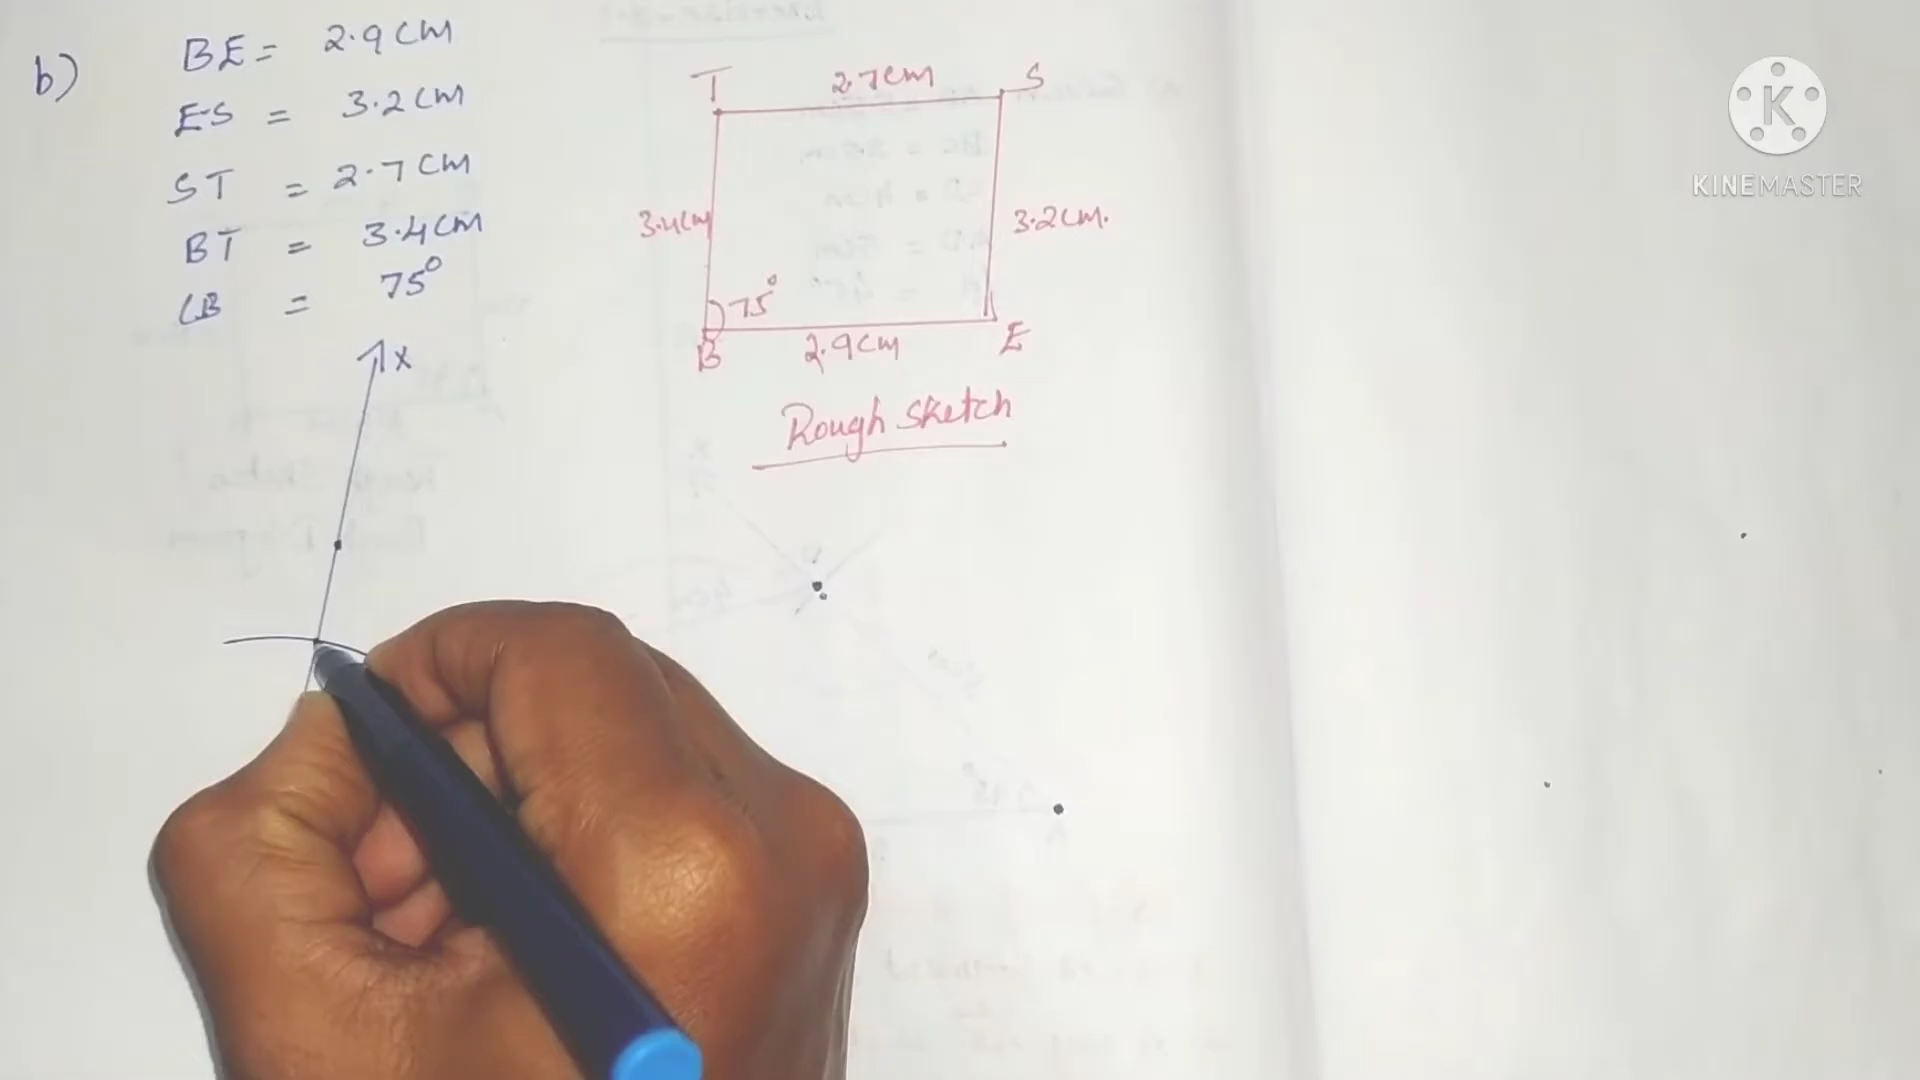 b)
BE = 2.9 cm
ES = 3.2 cm
ST = 2.7 cm
BT = 3.4 cm
∠B = 75°
X
T 2.7cm S
3.4cm
3.2cm.
75°
B 2.9cm E
Rough Sketch
K
KINEMASTER